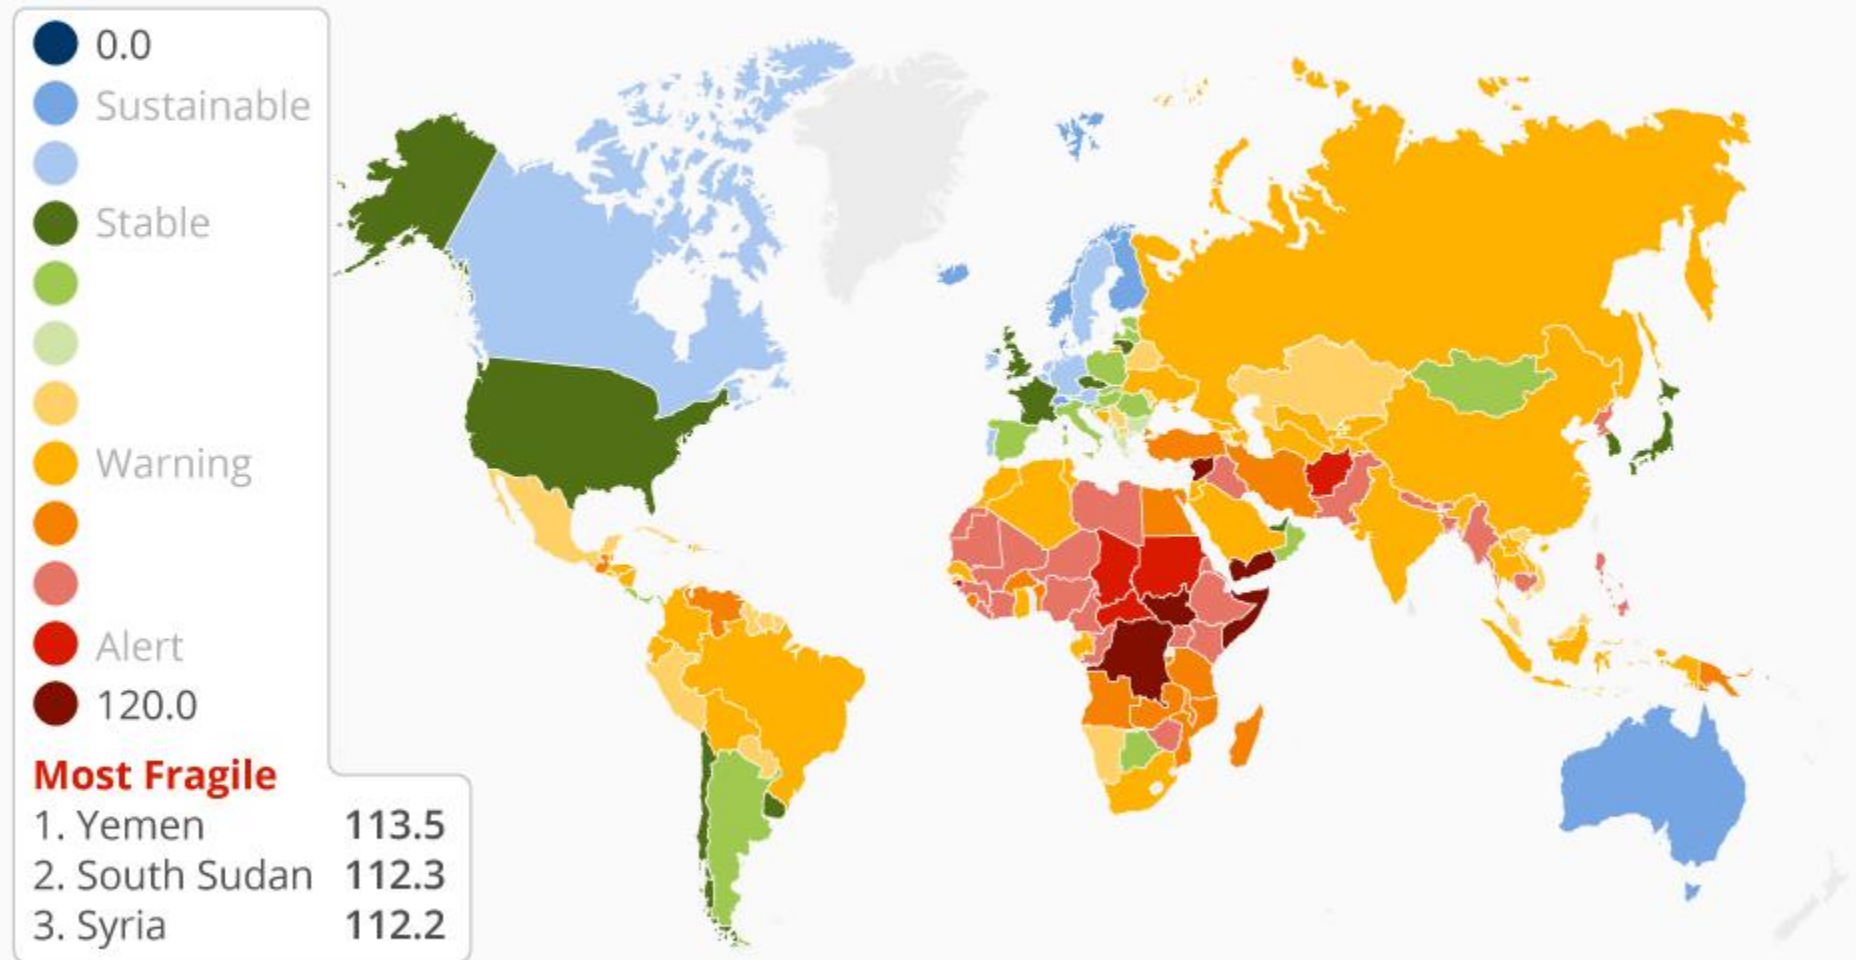 0.0
Sustainable
Stable
Warning
Alert
120.0
Most Fragile
1. Yemen 113.5
2. South Sudan 112.3
3. Syria 112.2